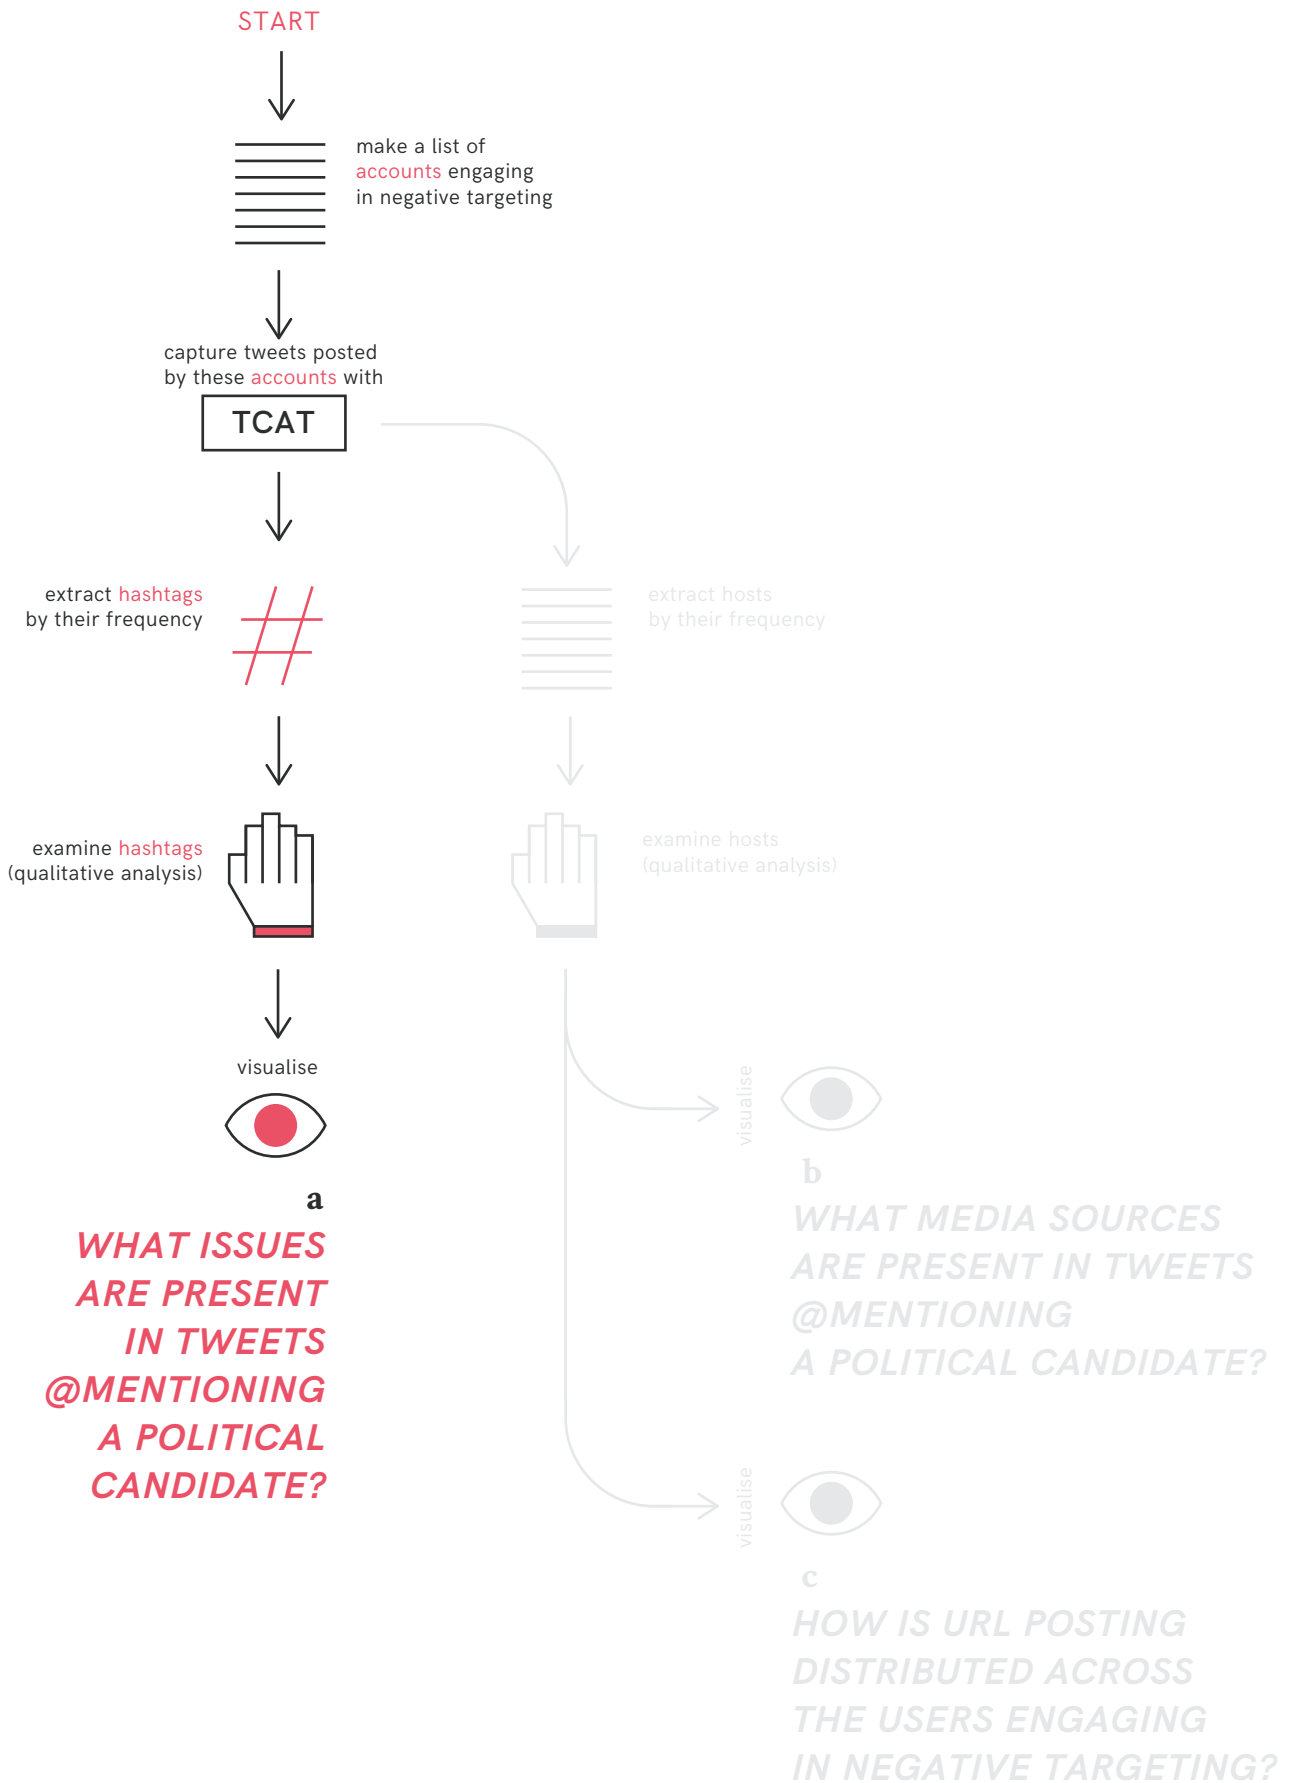 START
make a list of
accounts engaging
in negative targeting
capture tweets posted
by these accounts with
TCAT
extract hashtags
by their frequency
extract hosts
by their frequency
examine hashtags
(qualitative analysis)
examine hosts
(qualitative analysis)
visualise
a
WHAT ISSUES
ARE PRESENT
IN TWEETS
@MENTIONING
A POLITICAL
CANDIDATE?
visualise
b
WHAT MEDIA SOURCES
ARE PRESENT IN TWEETS
@MENTIONING
A POLITICAL CANDIDATE?
visualise
c
HOW IS URL POSTING
DISTRIBUTED ACROSS
THE USERS ENGAGING
IN NEGATIVE TARGETING?